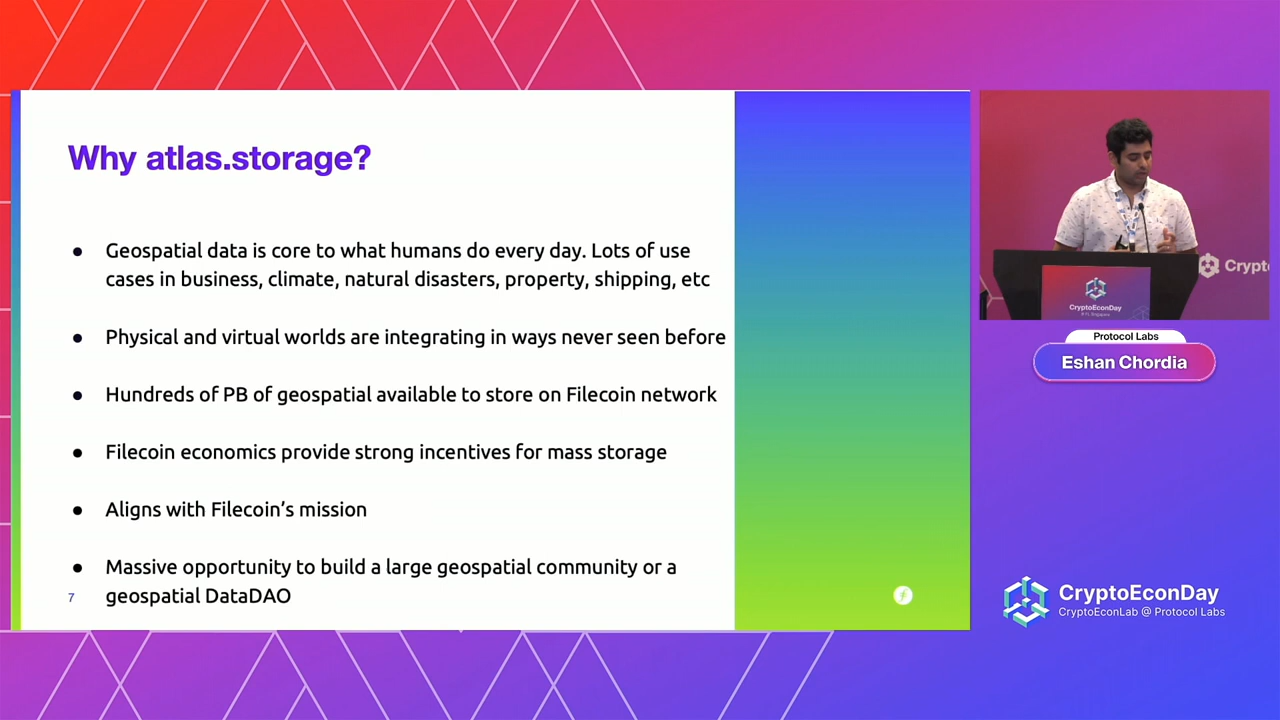 Why atlas.storage?
● Geospatial data is core to what humans do every day. Lots of use
cases in business, climate, natural disasters, property, shipping, etc
● Physical and virtual worlds are integrating in ways never seen before
● Hundreds of PB of geospatial available to store on Filecoin network
● Filecoin economics provide strong incentives for mass storage
● Aligns with Filecoin's mission
● Massive opportunity to build a large geospatial community or a
geospatial DataDAO
7
Crypto
CryptoEconDay
Protocol Labs
Eshan Chordia
CryptoEconDay
CryptoEconLab @ Protocol Labs